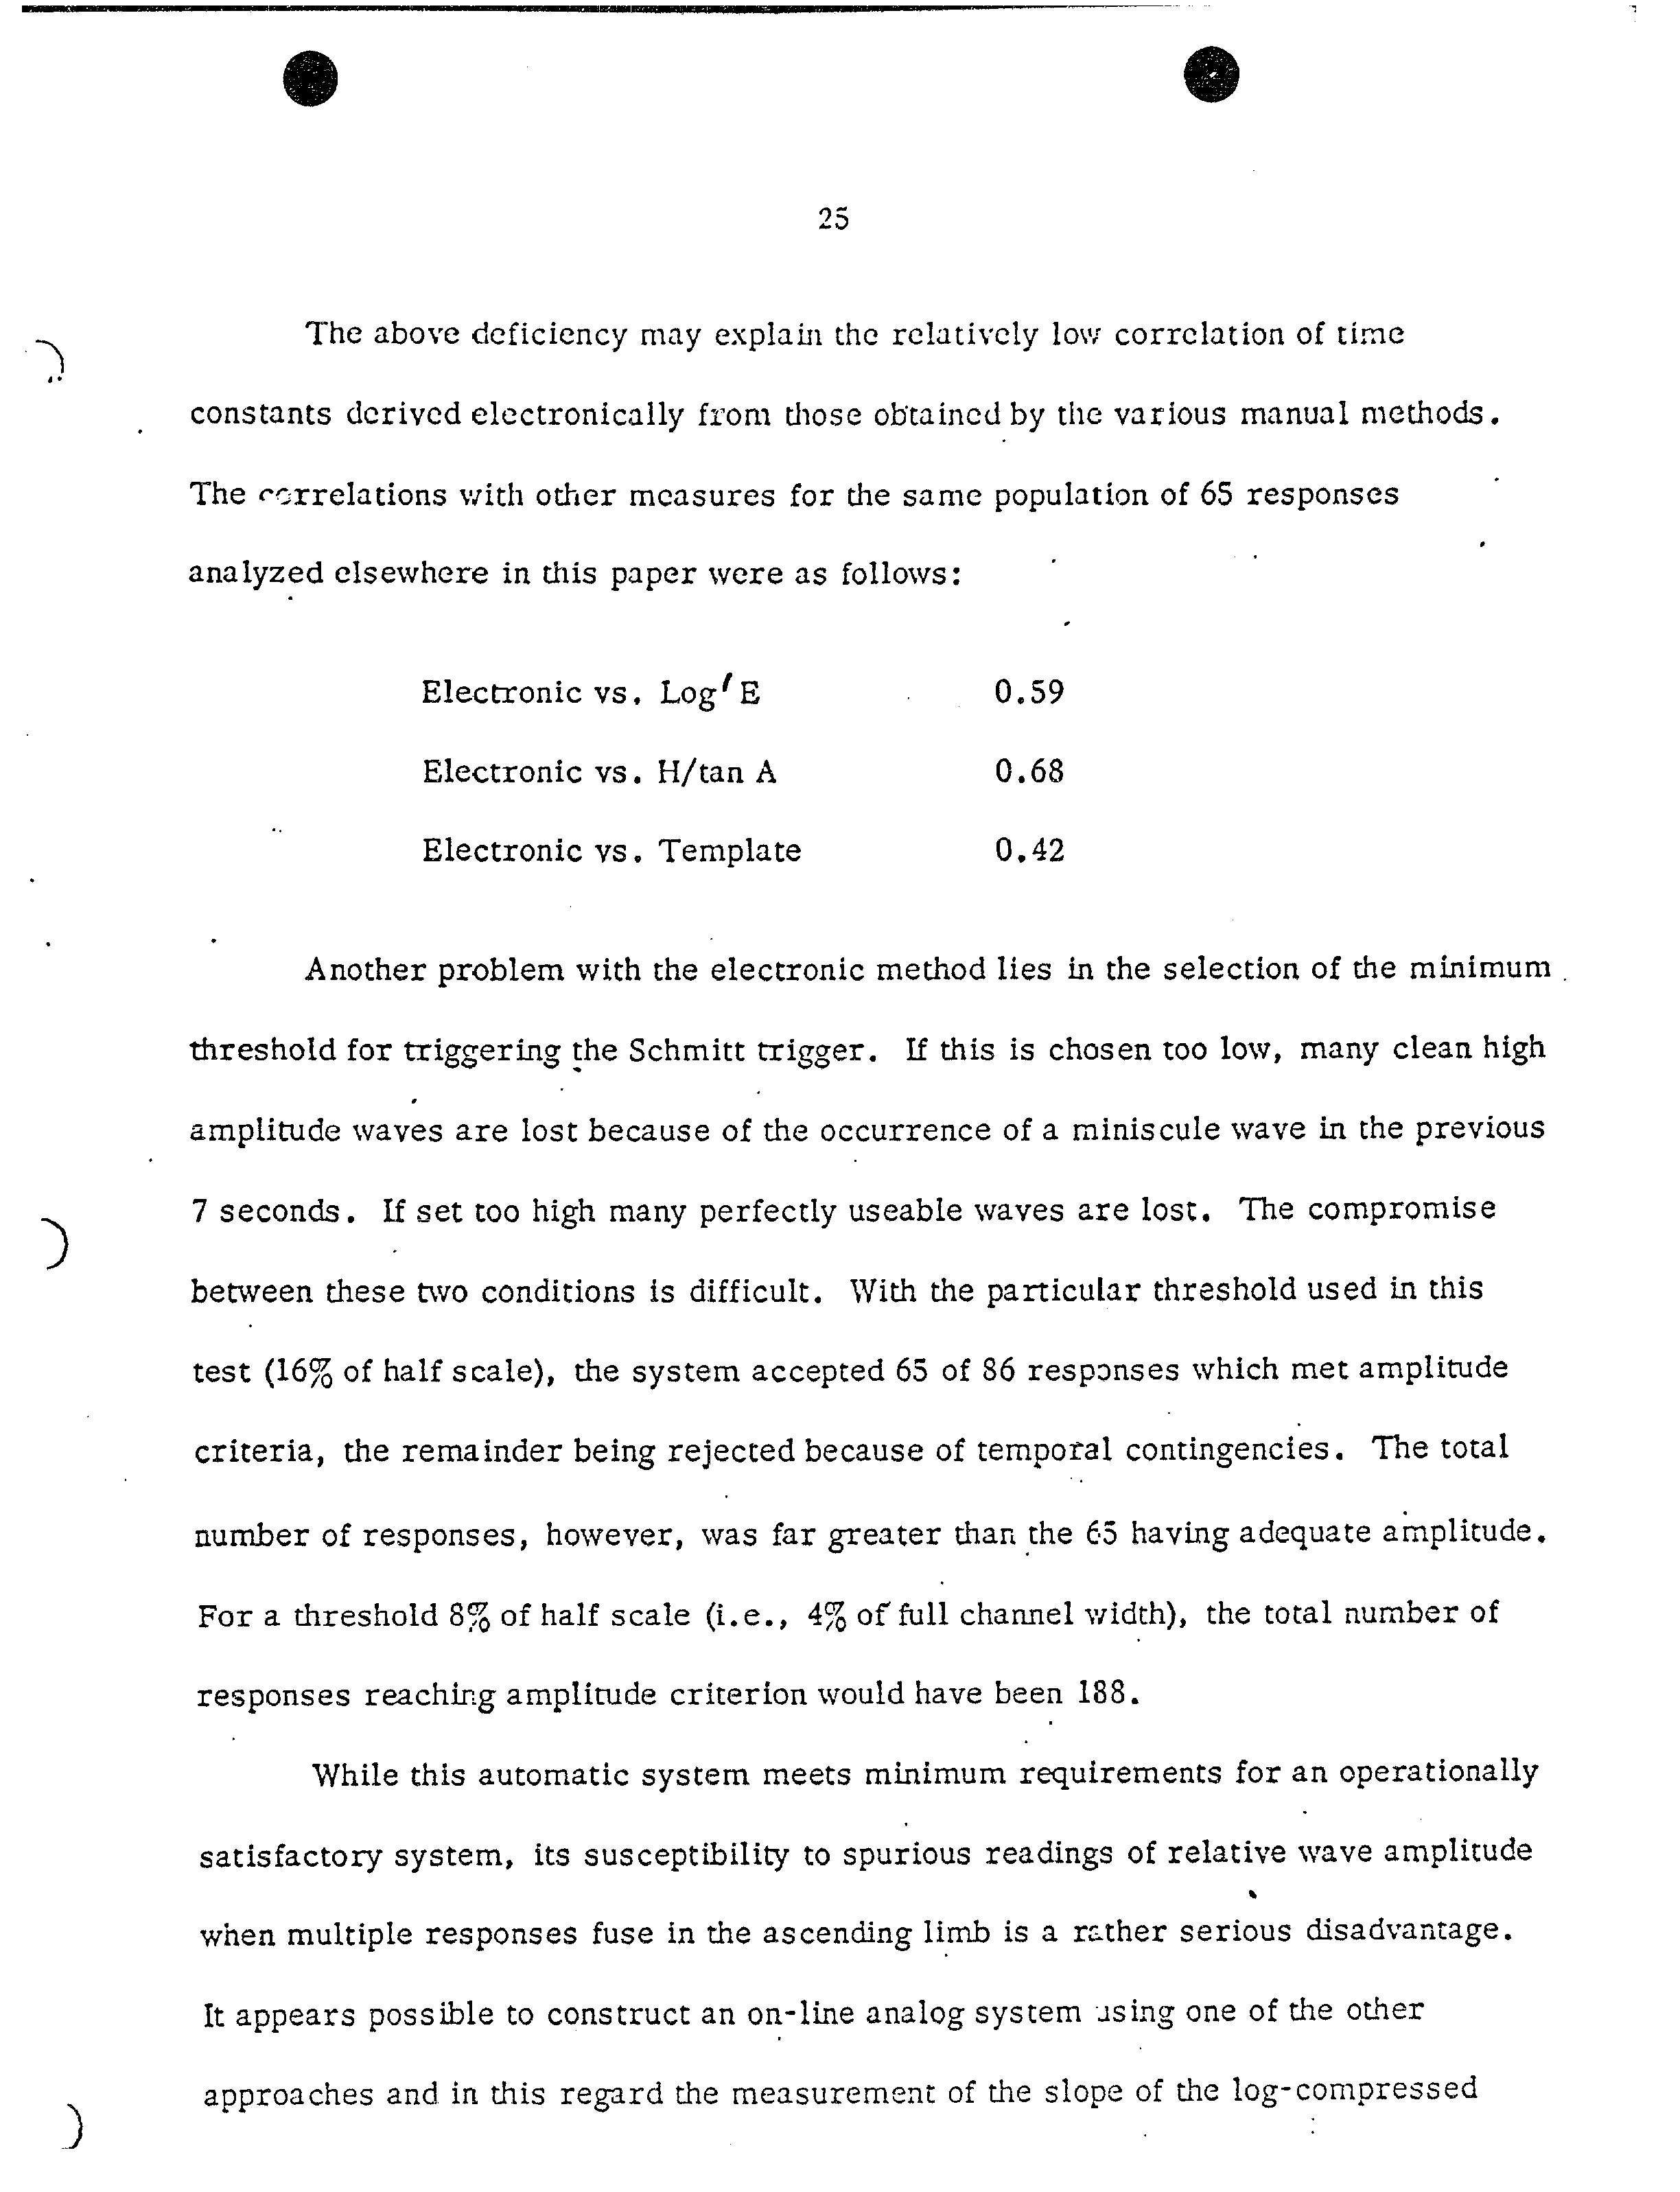 25
The above deficiency may explain the relatively low correlation of time
constants derived electronically from those obtained by the various manual methods.
The correlations with other measures for the same population of 65 responses
analyzed elsewhere in this paper were as follows:
Electronic vs. Log′ E 0.59
Electronic vs. H/tan A 0.68
Electronic vs. Template 0.42
Another problem with the electronic method lies in the selection of the minimum
threshold for triggering the Schmitt trigger. If this is chosen too low, many clean high
amplitude waves are lost because of the occurrence of a miniscule wave in the previous
7 seconds. If set too high many perfectly useable waves are lost. The compromise
between these two conditions is difficult. With the particular threshold used in this
test (16% of half scale), the system accepted 65 of 86 responses which met amplitude
criteria, the remainder being rejected because of temporal contingencies. The total
number of responses, however, was far greater than the 65 having adequate amplitude.
For a threshold 8% of half scale (i.e., 4% of full channel width), the total number of
responses reaching amplitude criterion would have been 188.
While this automatic system meets minimum requirements for an operationally
satisfactory system, its susceptibility to spurious readings of relative wave amplitude
when multiple responses fuse in the ascending limb is a rather serious disadvantage.
It appears possible to construct an on-line analog system using one of the other
approaches and in this regard the measurement of the slope of the log-compressed